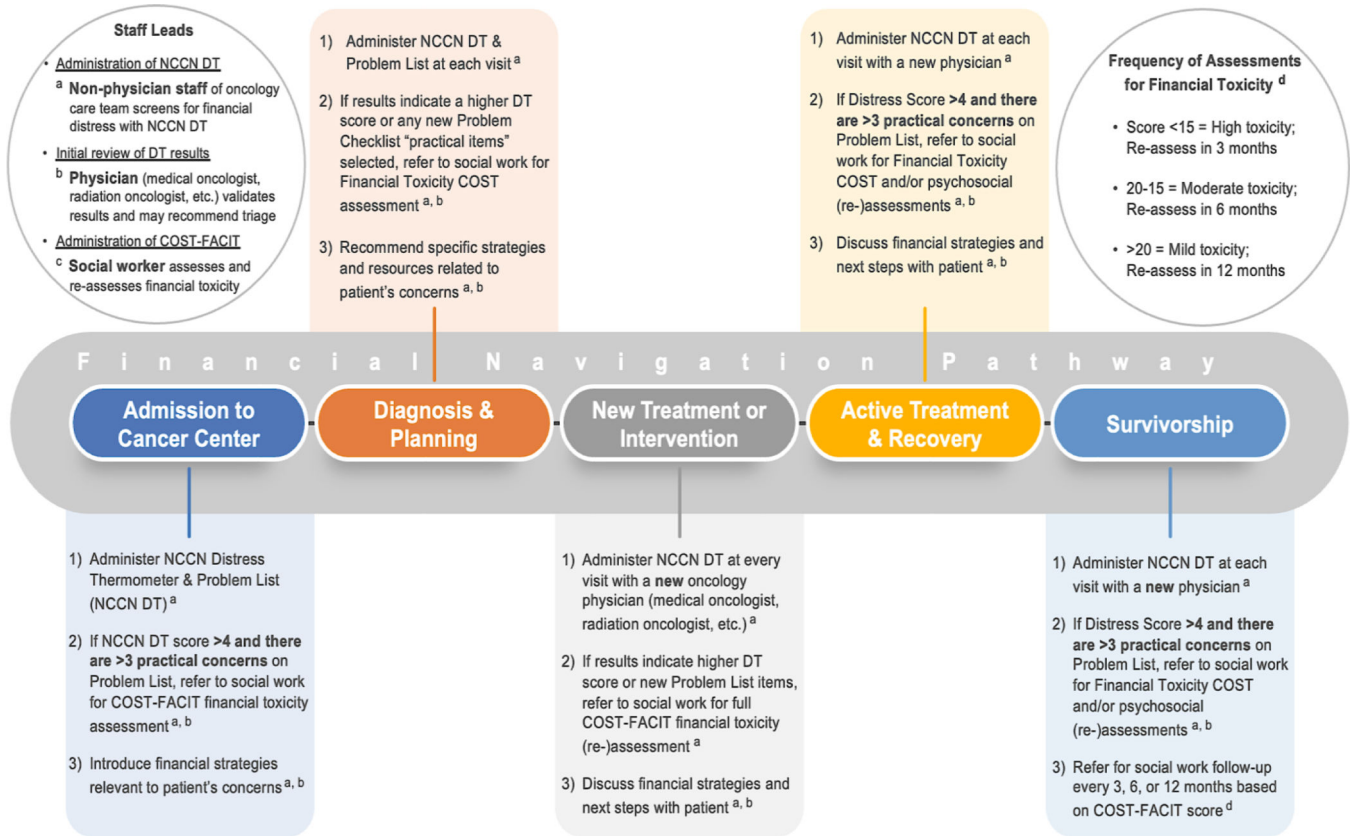 Staff Leads
• Administration of NCCN DT
a Non-physician staff of oncology
care team screens for financial
distress with NCCN DT
• Initial review of DT results
b Physician (medical oncologist,
radiation oncologist, etc.) validates
results and may recommend triage
• Administration of COST-FACIT
c Social worker assesses and
re-assesses financial toxicity
1) Administer NCCN DT &
Problem List at each visit a
2) If results indicate a higher DT
score or any new Problem
Checklist “practical items”
selected, refer to social work for
Financial Toxicity COST
assessment a, b
3) Recommend specific strategies
and resources related to
patient’s concerns a, b
1) Administer NCCN DT at each
visit with a new physician a
2) If Distress Score >4 and there
are >3 practical concerns on
Problem List, refer to social
work for Financial Toxicity
COST and/or psychosocial
(re-)assessments a, b
3) Discuss financial strategies and
next steps with patient a, b
Frequency of Assessments
for Financial Toxicity d
• Score <15 = High toxicity;
Re-assess in 3 months
• 20-15 = Moderate toxicity;
Re-assess in 6 months
• >20 = Mild toxicity;
Re-assess in 12 months
Financial Navigation Pathway
Admission to
Cancer Center
Diagnosis &
Planning
New Treatment or
Intervention
Active Treatment
& Recovery
Survivorship
1) Administer NCCN Distress
Thermometer & Problem List
(NCCN DT) a
2) If NCCN DT score >4 and there
are >3 practical concerns on
Problem List, refer to social work
for COST-FACIT financial toxicity
assessment a, b
3) Introduce financial strategies
relevant to patient’s concerns a, b
1) Administer NCCN DT at every
visit with a new oncology
physician (medical oncologist,
radiation oncologist, etc.) a
2) If results indicate higher DT
score or new Problem List items,
refer to social work for full
COST-FACIT financial toxicity
(re-)assessment a
3) Discuss financial strategies and
next steps with patient a, b
1) Administer NCCN DT at each
visit with a new physician a
2) If Distress Score >4 and there
are >3 practical concerns on
Problem List, refer to social work
for Financial Toxicity COST
and/or psychosocial
(re-)assessments a, b
3) Refer for social work follow-up
every 3, 6, or 12 months based
on COST-FACIT score d